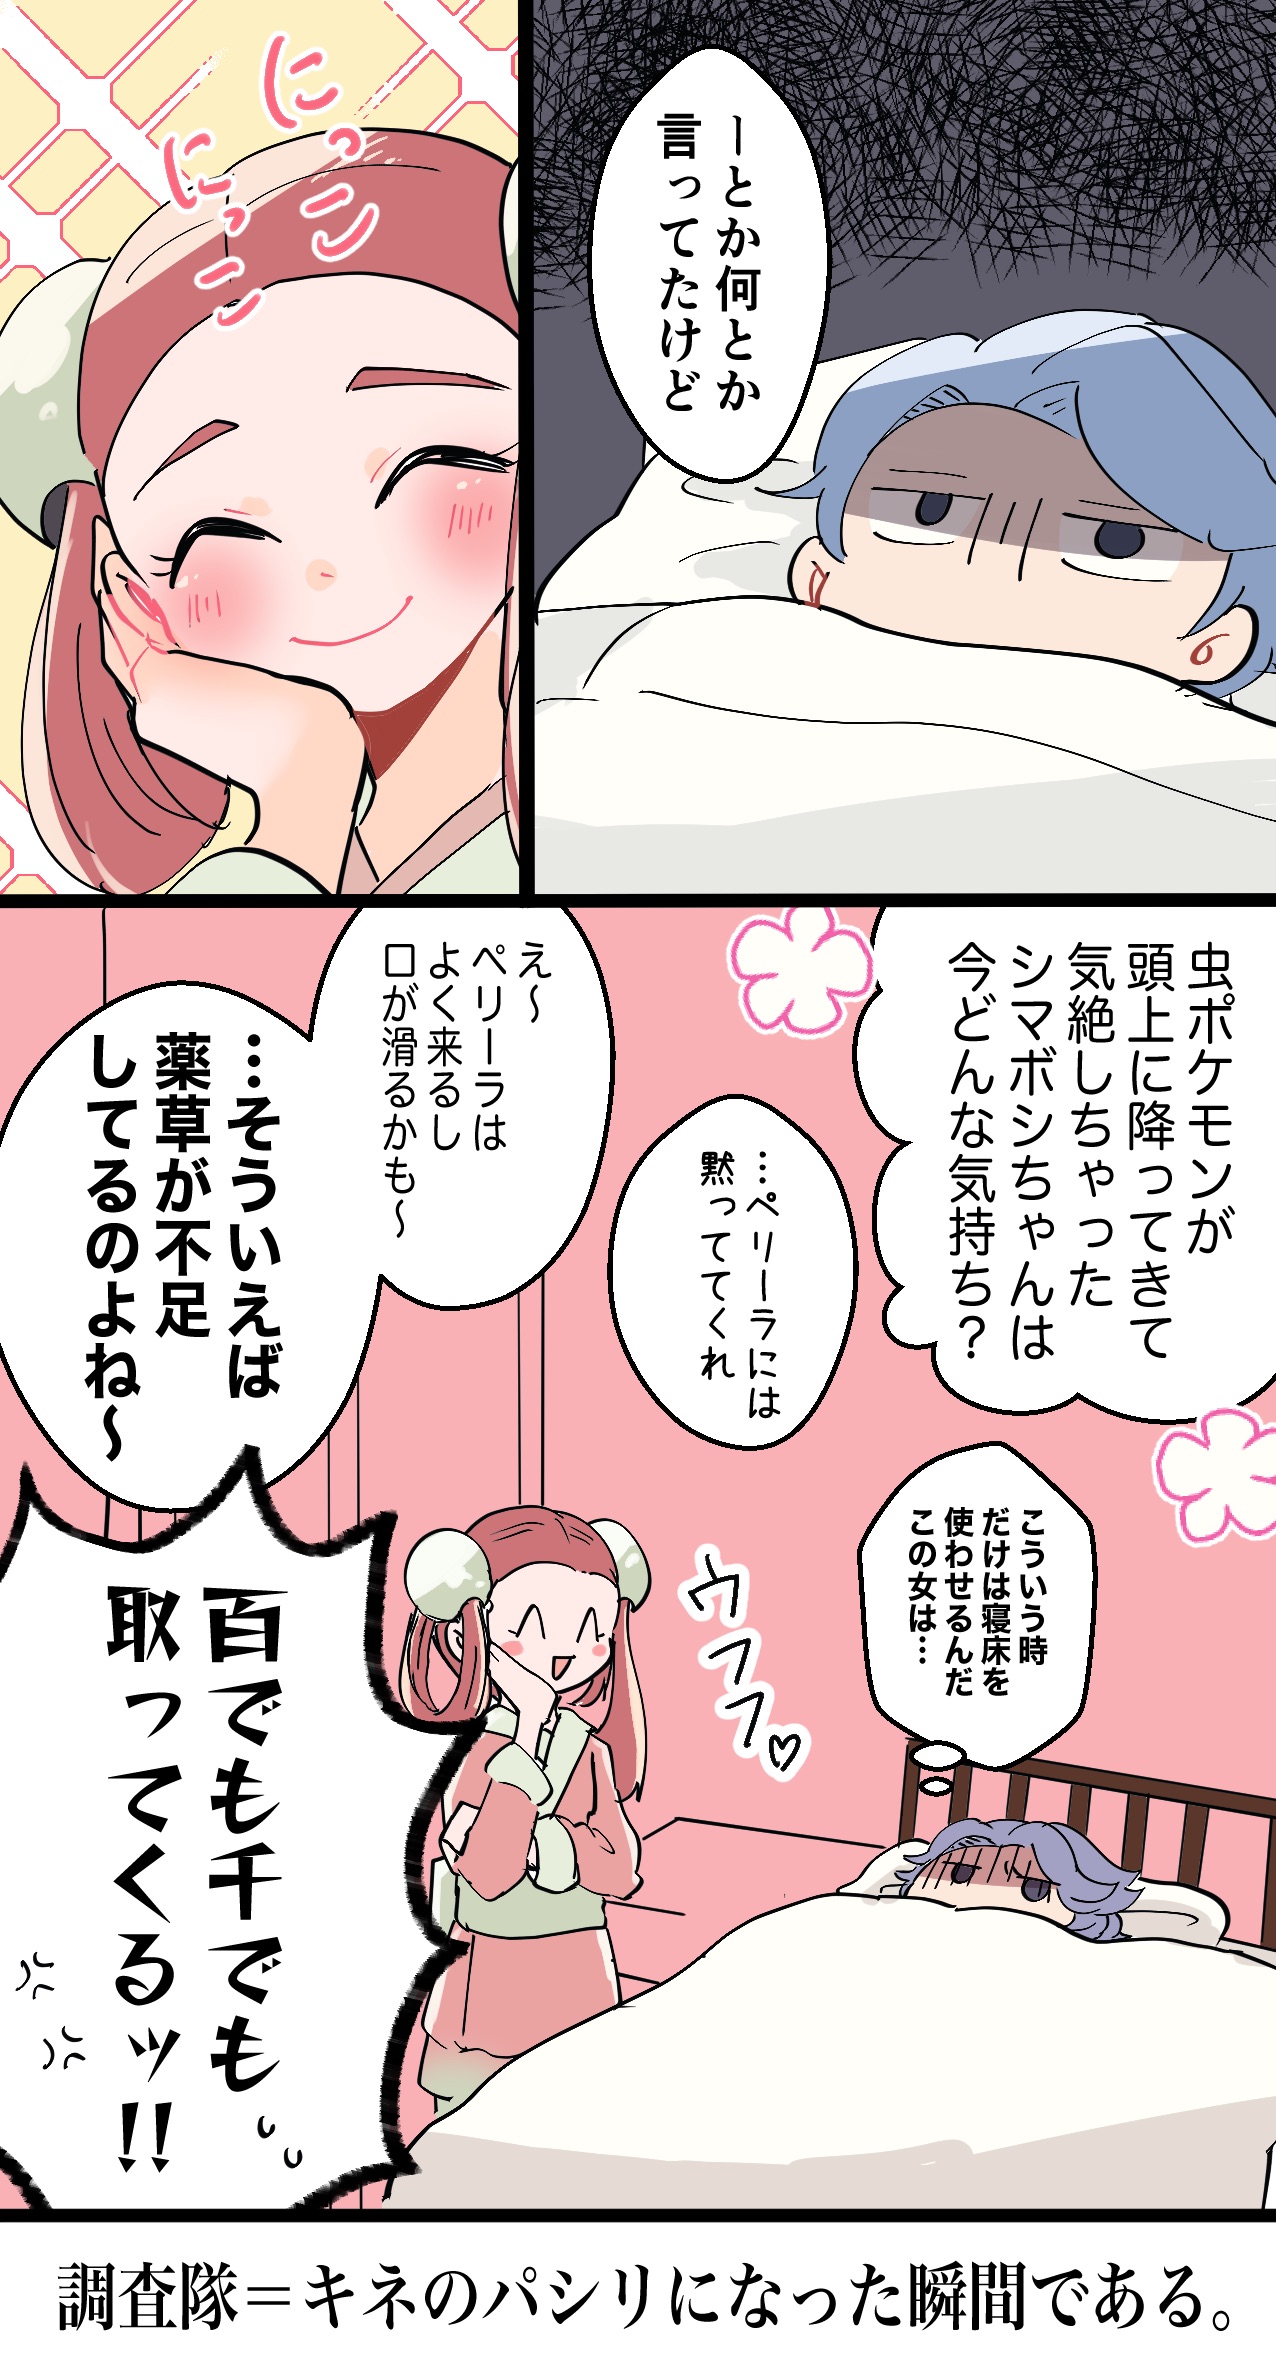 ーとか何とか
言ってたけど
にっこ
にっこ
虫ポケモンが
頭上に降ってきて
気絶しちゃった
シマボシちゃんは
今どんな気持ち？
…ペリーラには
黙っててくれ
え〜
ペリーラは
よく来るし
口が滑るかも〜
…そういえば
薬草が不足
してるのよね〜
こういう時
だけは寝床を
使わせるんだ
この女は…
ウフフフ♡
百でも千でも
取ってくるッ!!
調査隊＝キネのパシリになった瞬間である。